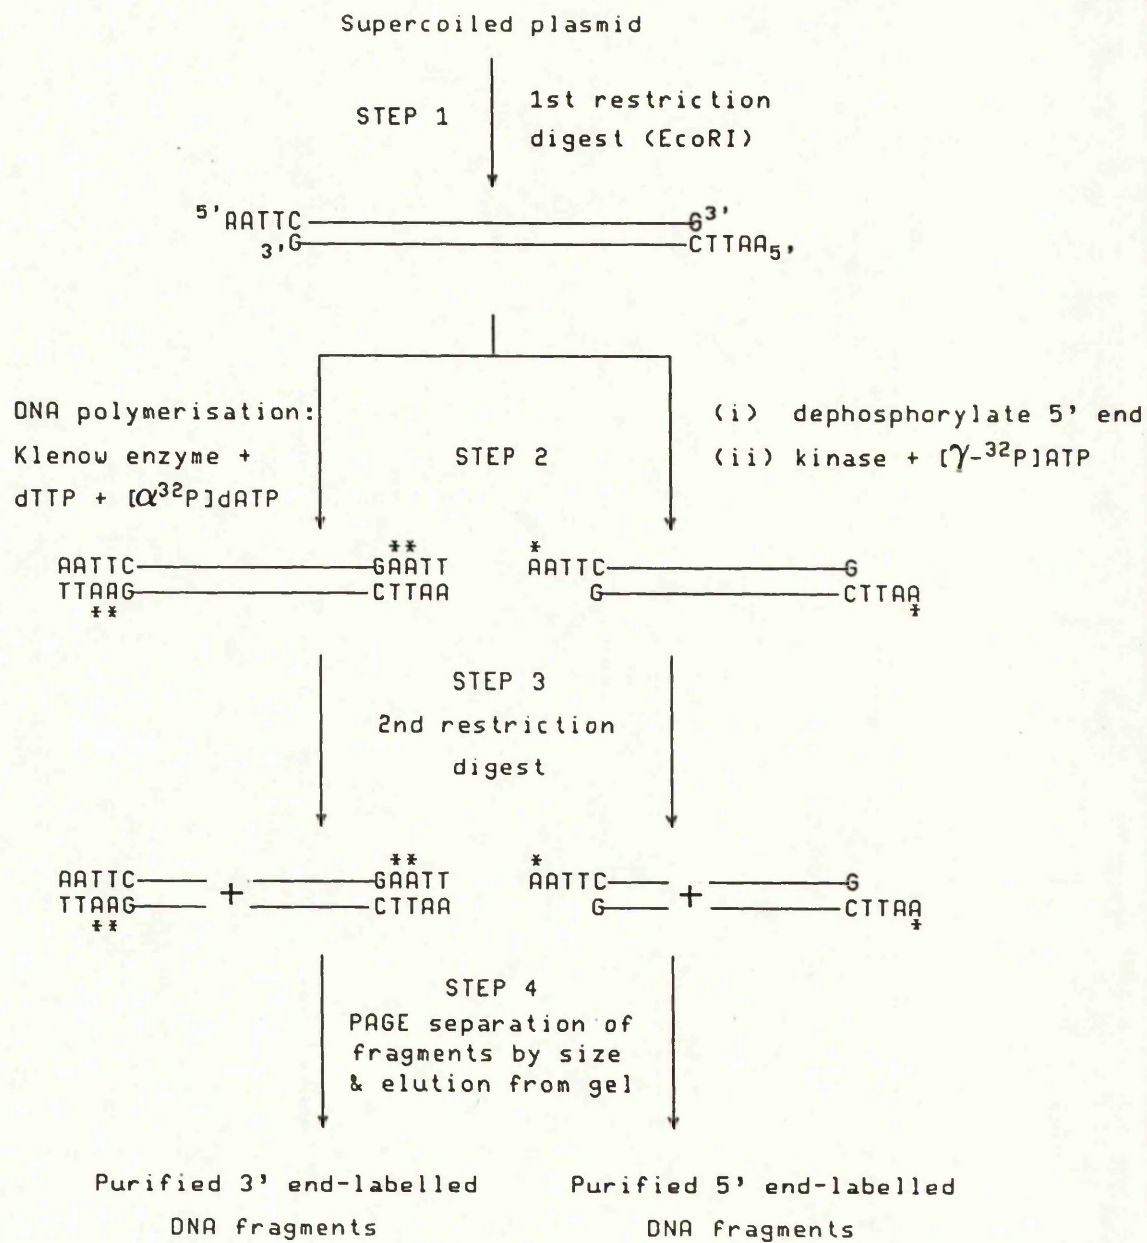 Supercoiled plasmid
STEP 1
1st restriction
digest (EcoRI)
5'AATTC G3'
3'G CTTAA5'
DNA polymerisation:
Klenow enzyme +
dTTP + [α32P]dATP
STEP 2
(i) dephosphorylate 5' end
(ii) kinase + [γ-32P]ATP
** *
AATTC GAATT AATTC G
TTAAG CTTAA G CTTAA
** *
STEP 3
2nd restriction
digest
** *
AATTC GAATT AATTC G
+ +
TTAAG CTTAA G CTTAA
** *
STEP 4
PAGE separation of
fragments by size
& elution from gel
Purified 3' end-labelled
DNA fragments
Purified 5' end-labelled
DNA fragments